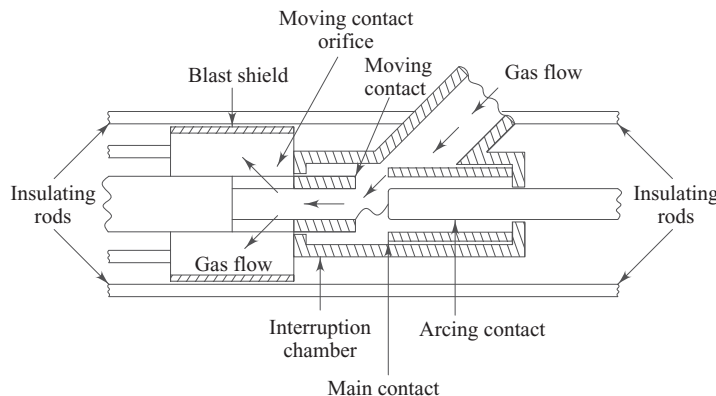 Moving contact
orifice
Moving
contact
Gas flow
Blast shield
Insulating
rods
Insulating
rods
Gas flow
Interruption
chamber
Arcing contact
Main contact